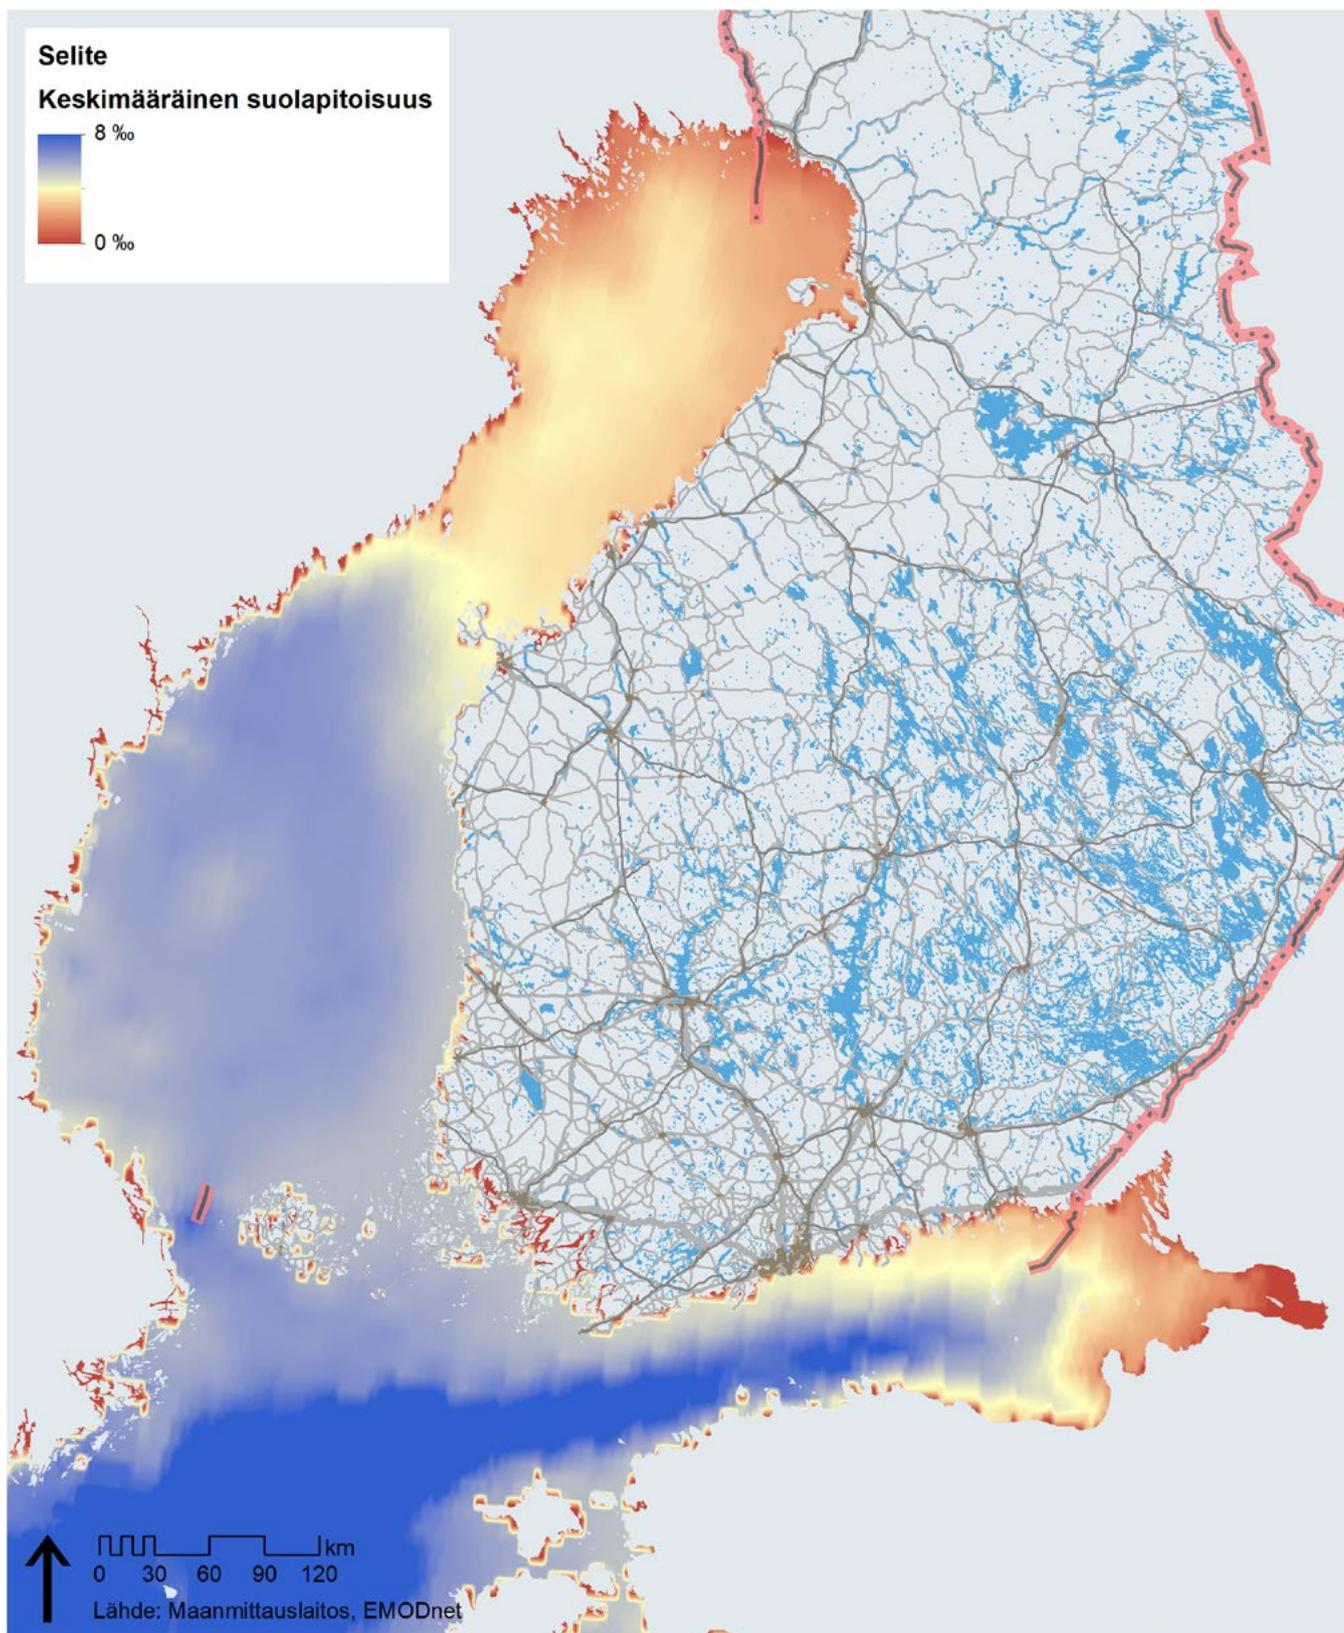 Selite
Keskimääräinen suolapitoisuus
8 ‰
0 ‰
km
0 30 60 90 120
Lähde: Maanmittauslaitos, EMODnet